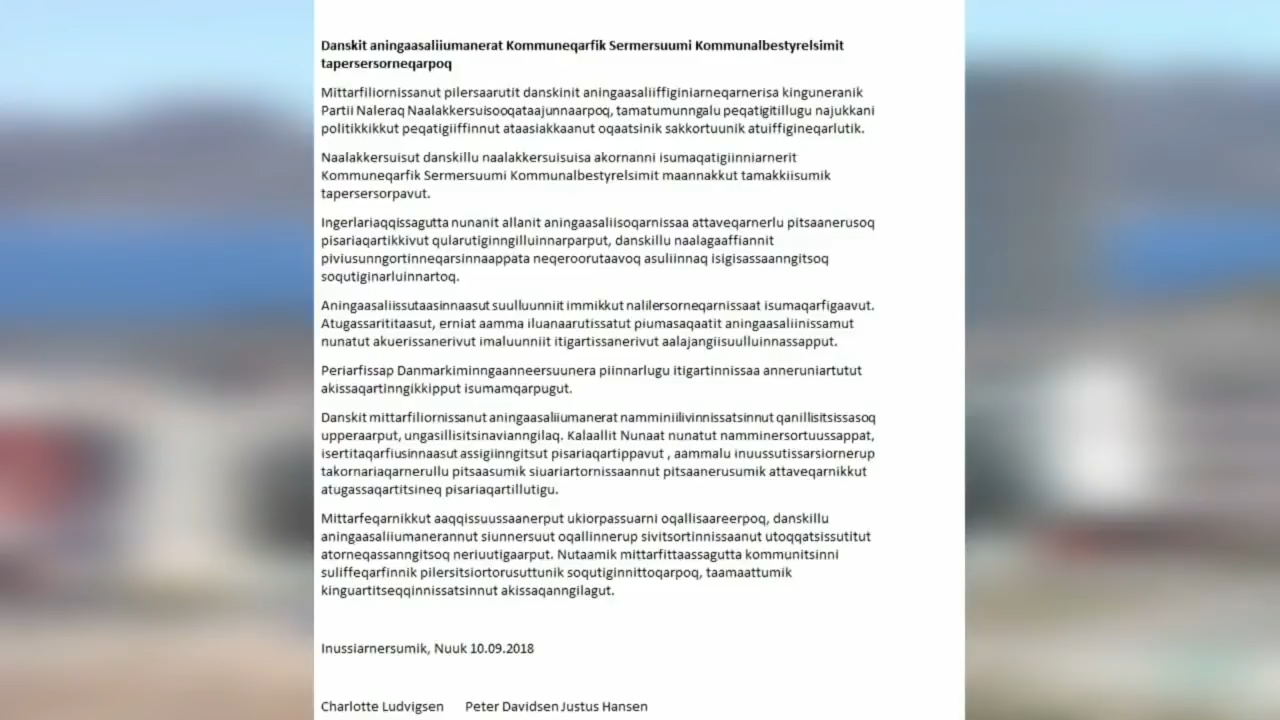 Danskit aningaasaliiumanerat Kommuneqarfik Sermersuumi Kommunalbestyrelsimit
tapersersorneqarpoq
Mittarfiliornissanut pilersaarutit danskinit aningaasaliiffiginiarneqarnerisa kinguneranik
Partii Naleraq Naalakkersuisooqataajunnaarpoq, tamatumunngalu peqatigitillugu najukkani
politikkikkut peqatigiiffinnut ataasiakkaanut oqaatsinik sakkortuunik atuiffigineqarlutik.
Naalakkersuisut danskillu naalakkersuisuisa akornanni isumaqatigiinniarnerit
Kommuneqarfik Sermersuumi Kommunalbestyrelsimit maannakkut tamakkiisumik
tapersersorpavut.
Ingerlariaqqissagutta nunanit allanit aningaasaliisoqarnissaa attaveqarnerlu pitsaanerusoq
pisariaqartikkivut qularutiginngilluinnarparput, danskillu naalagaaffiannit
piviusunngortinneqarsinnaappata neqeroorutaavoq asuliinnaq isigisassaanngitsoq
soqutiginarluinnartoq.
Aningaasaliissutaasinnaasut suulluunniit immikkut nalilersorneqarnissaat isumaqarfigaavut.
Atugassarititaasut, erniat aamma iluanaarutissatut piumasaqaatit aningaasaliinissamut
nunatut akuerissanerivut imaluunniit itigartissanerivut aalajangiisuulluinnassapput.
Periarfissap Danmarkiminngaanneersuunera piinnarlugu itigartinnissaa anneruniartutut
akissaqartinngikkipput isumamqarpugut.
Danskit mittarfiliornissanut aningaasaliiumanerat namminiilivinnissatsinnut qanillisitsissasoq
upperaarput, ungasillisitsinavianngilaq. Kalaallit Nunaat nunatut namminersortuussappat,
isertitaqarfiusinnaasut assigiinngitsut pisariaqartippavut , aammalu inuussutissarsiornerup
takornariaqarnerullu pitsaasumik siuariartornissaannut pitsaanerusumik attaveqarnikkut
atugassaqartitsineq pisariaqartillutigu.
Mittarfeqarnikkut aaqqissuussaanerput ukiorpassuarni oqallisaareerpoq, danskillu
aningaasaliiumanerannut siunnersuut oqallinnerup sivitsortinnissaanut utoqqatsissutitut
atorneqassanngitsoq neriuutigaarput. Nutaamik mittarfittaassagutta kommunitsinni
suliffeqarfinnik pilersitsiortorusuttunik soqutiginnittoqarpoq, taamaattumik
kinguartitseqqinnissatsinnut akissaqanngilagut.
Inussiarnersumik, Nuuk 10.09.2018
Charlotte Ludvigsen Peter Davidsen Justus Hansen